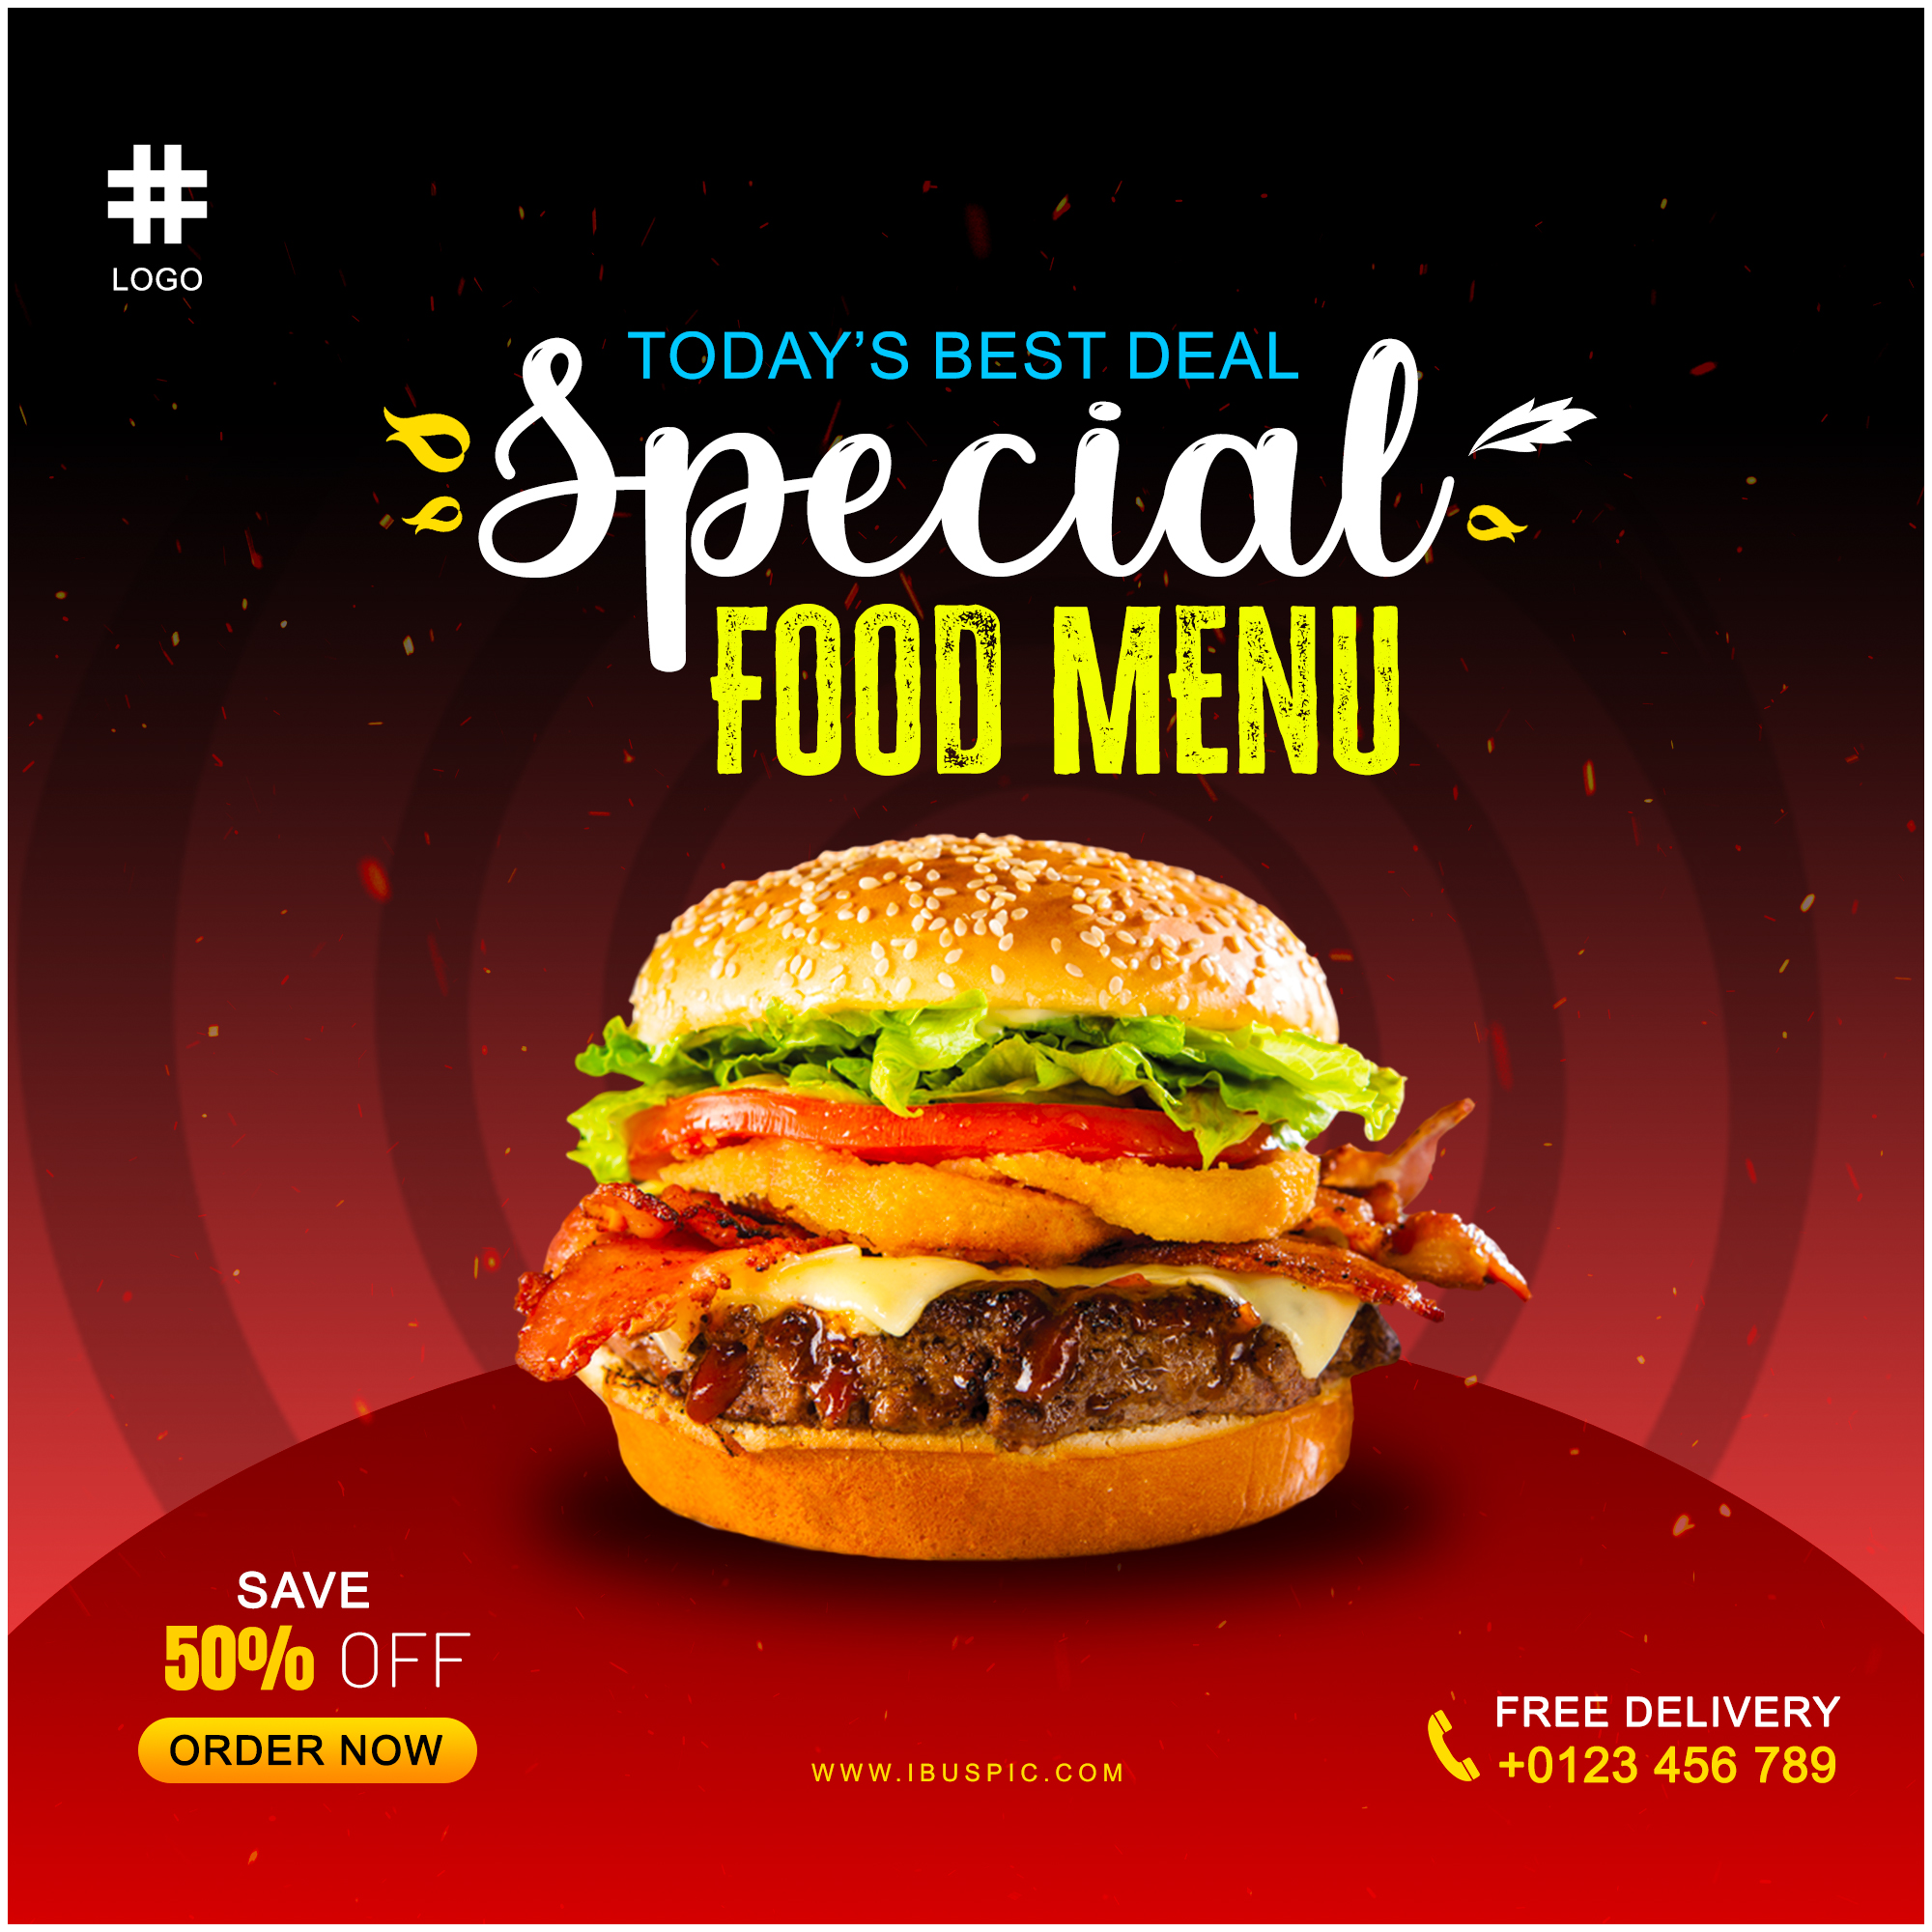 LOGO
TODAY’S BEST DEAL
Special
FOOD MENU
SAVE
50% OFF
ORDER NOW
WWW.IBUSPIC.COM
FREE DELIVERY
+0123 456 789